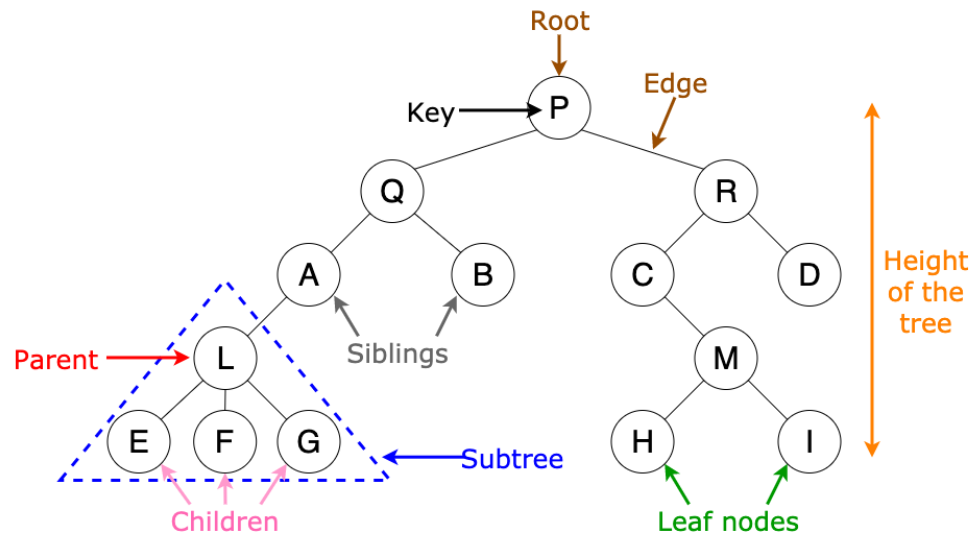 Root
Edge
Key
P
Q
R
A
B
C
D
Height
of the
tree
Siblings
Parent
L
M
E
F
G
H
I
Subtree
Children
Leaf nodes